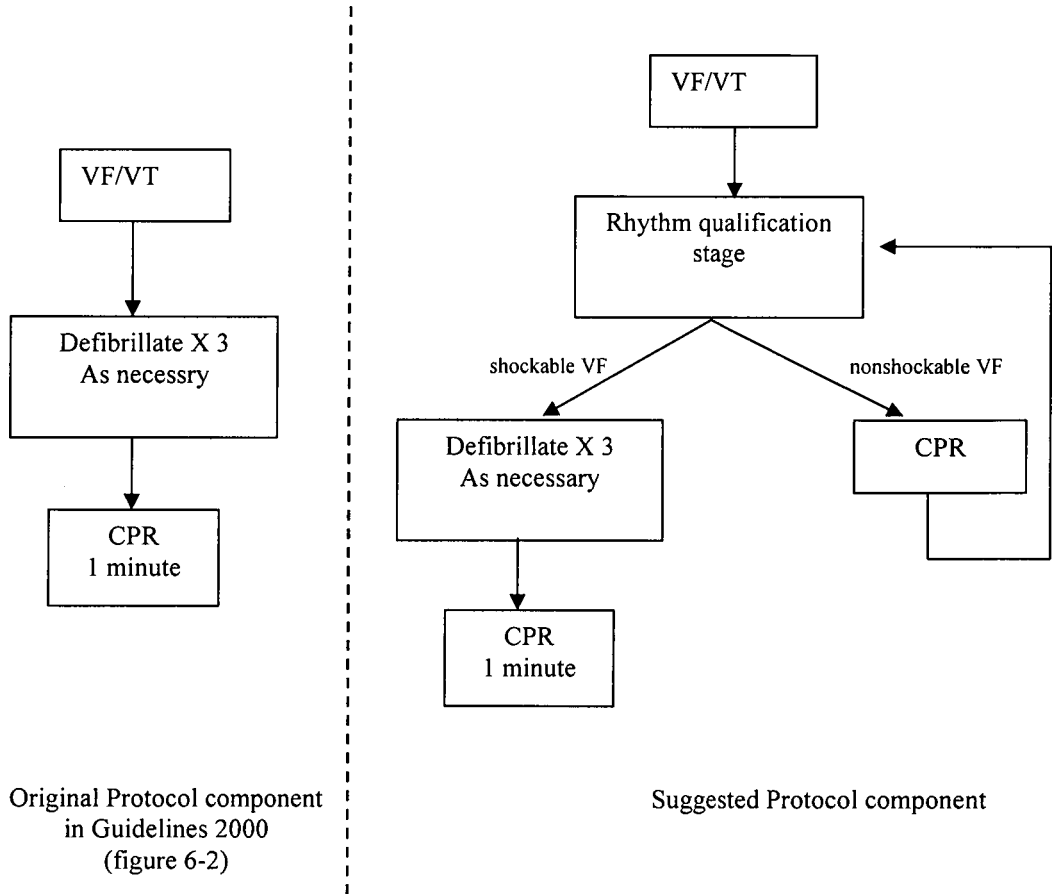 VF/VT
Defibrillate X 3
As necessry
CPR
1 minute
Original Protocol component
in Guidelines 2000
(figure 6-2)
VF/VT
Rhythm qualification
stage
shockable VF
nonshockable VF
Defibrillate X 3
As necessary
CPR
CPR
1 minute
Suggested Protocol component